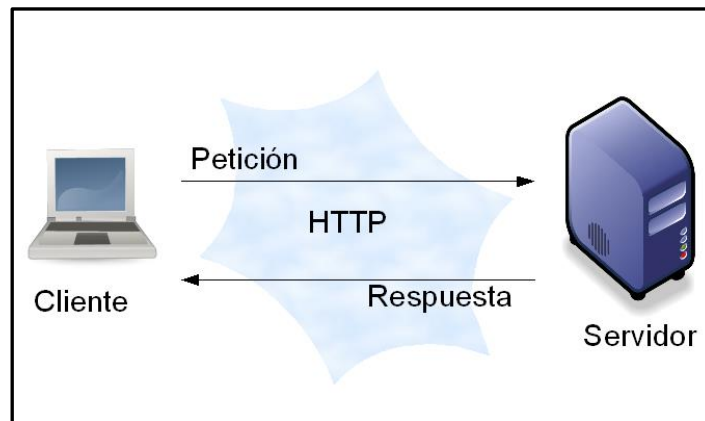 Petición
HTTP
Respuesta
Cliente
Servidor